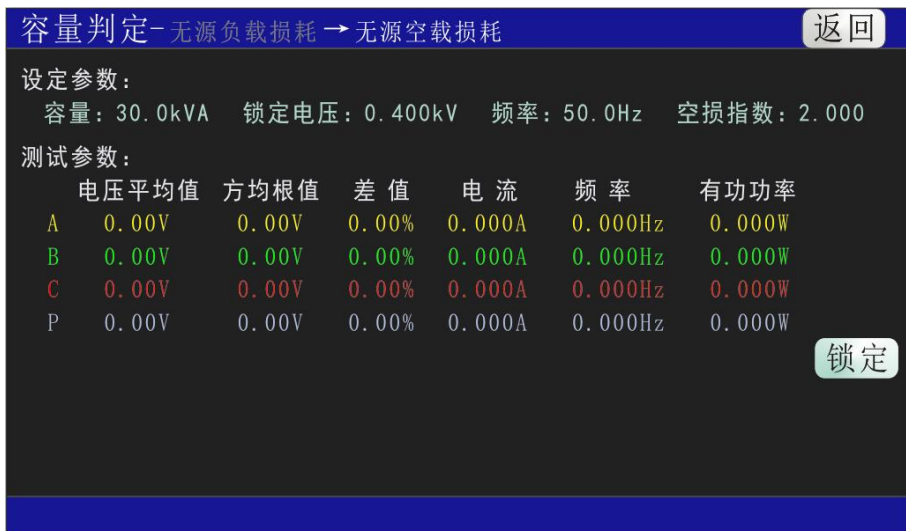 容量判定-无源负载损耗→无源空载损耗 返回
设定参数:
容量: 30.0kVA 锁定电压: 0.400kV 频率: 50.0Hz 空损指数: 2.000
测试参数:
电压平均值 方均根值 差 值 电 流 频 率 有功功率
A 0.00V 0.00V 0.00% 0.000A 0.000Hz 0.000W
B 0.00V 0.00V 0.00% 0.000A 0.000Hz 0.000W
C 0.00V 0.00V 0.00% 0.000A 0.000Hz 0.000W
P 0.00V 0.00V 0.00% 0.000A 0.000Hz 0.000W
锁定